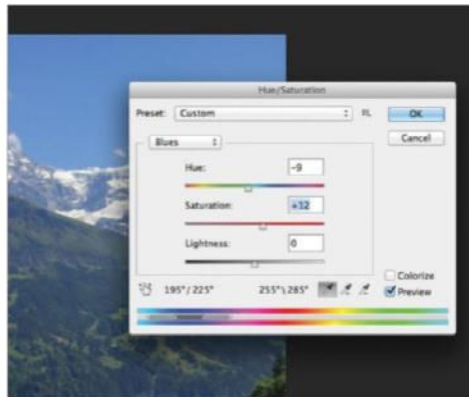 Hue/Saturation
Preset: Custom
OK
Cancel
Blues
Hue: -9
Saturation: +12
Lightness: 0
195°/225° 255°\285°
Colorize
Preview